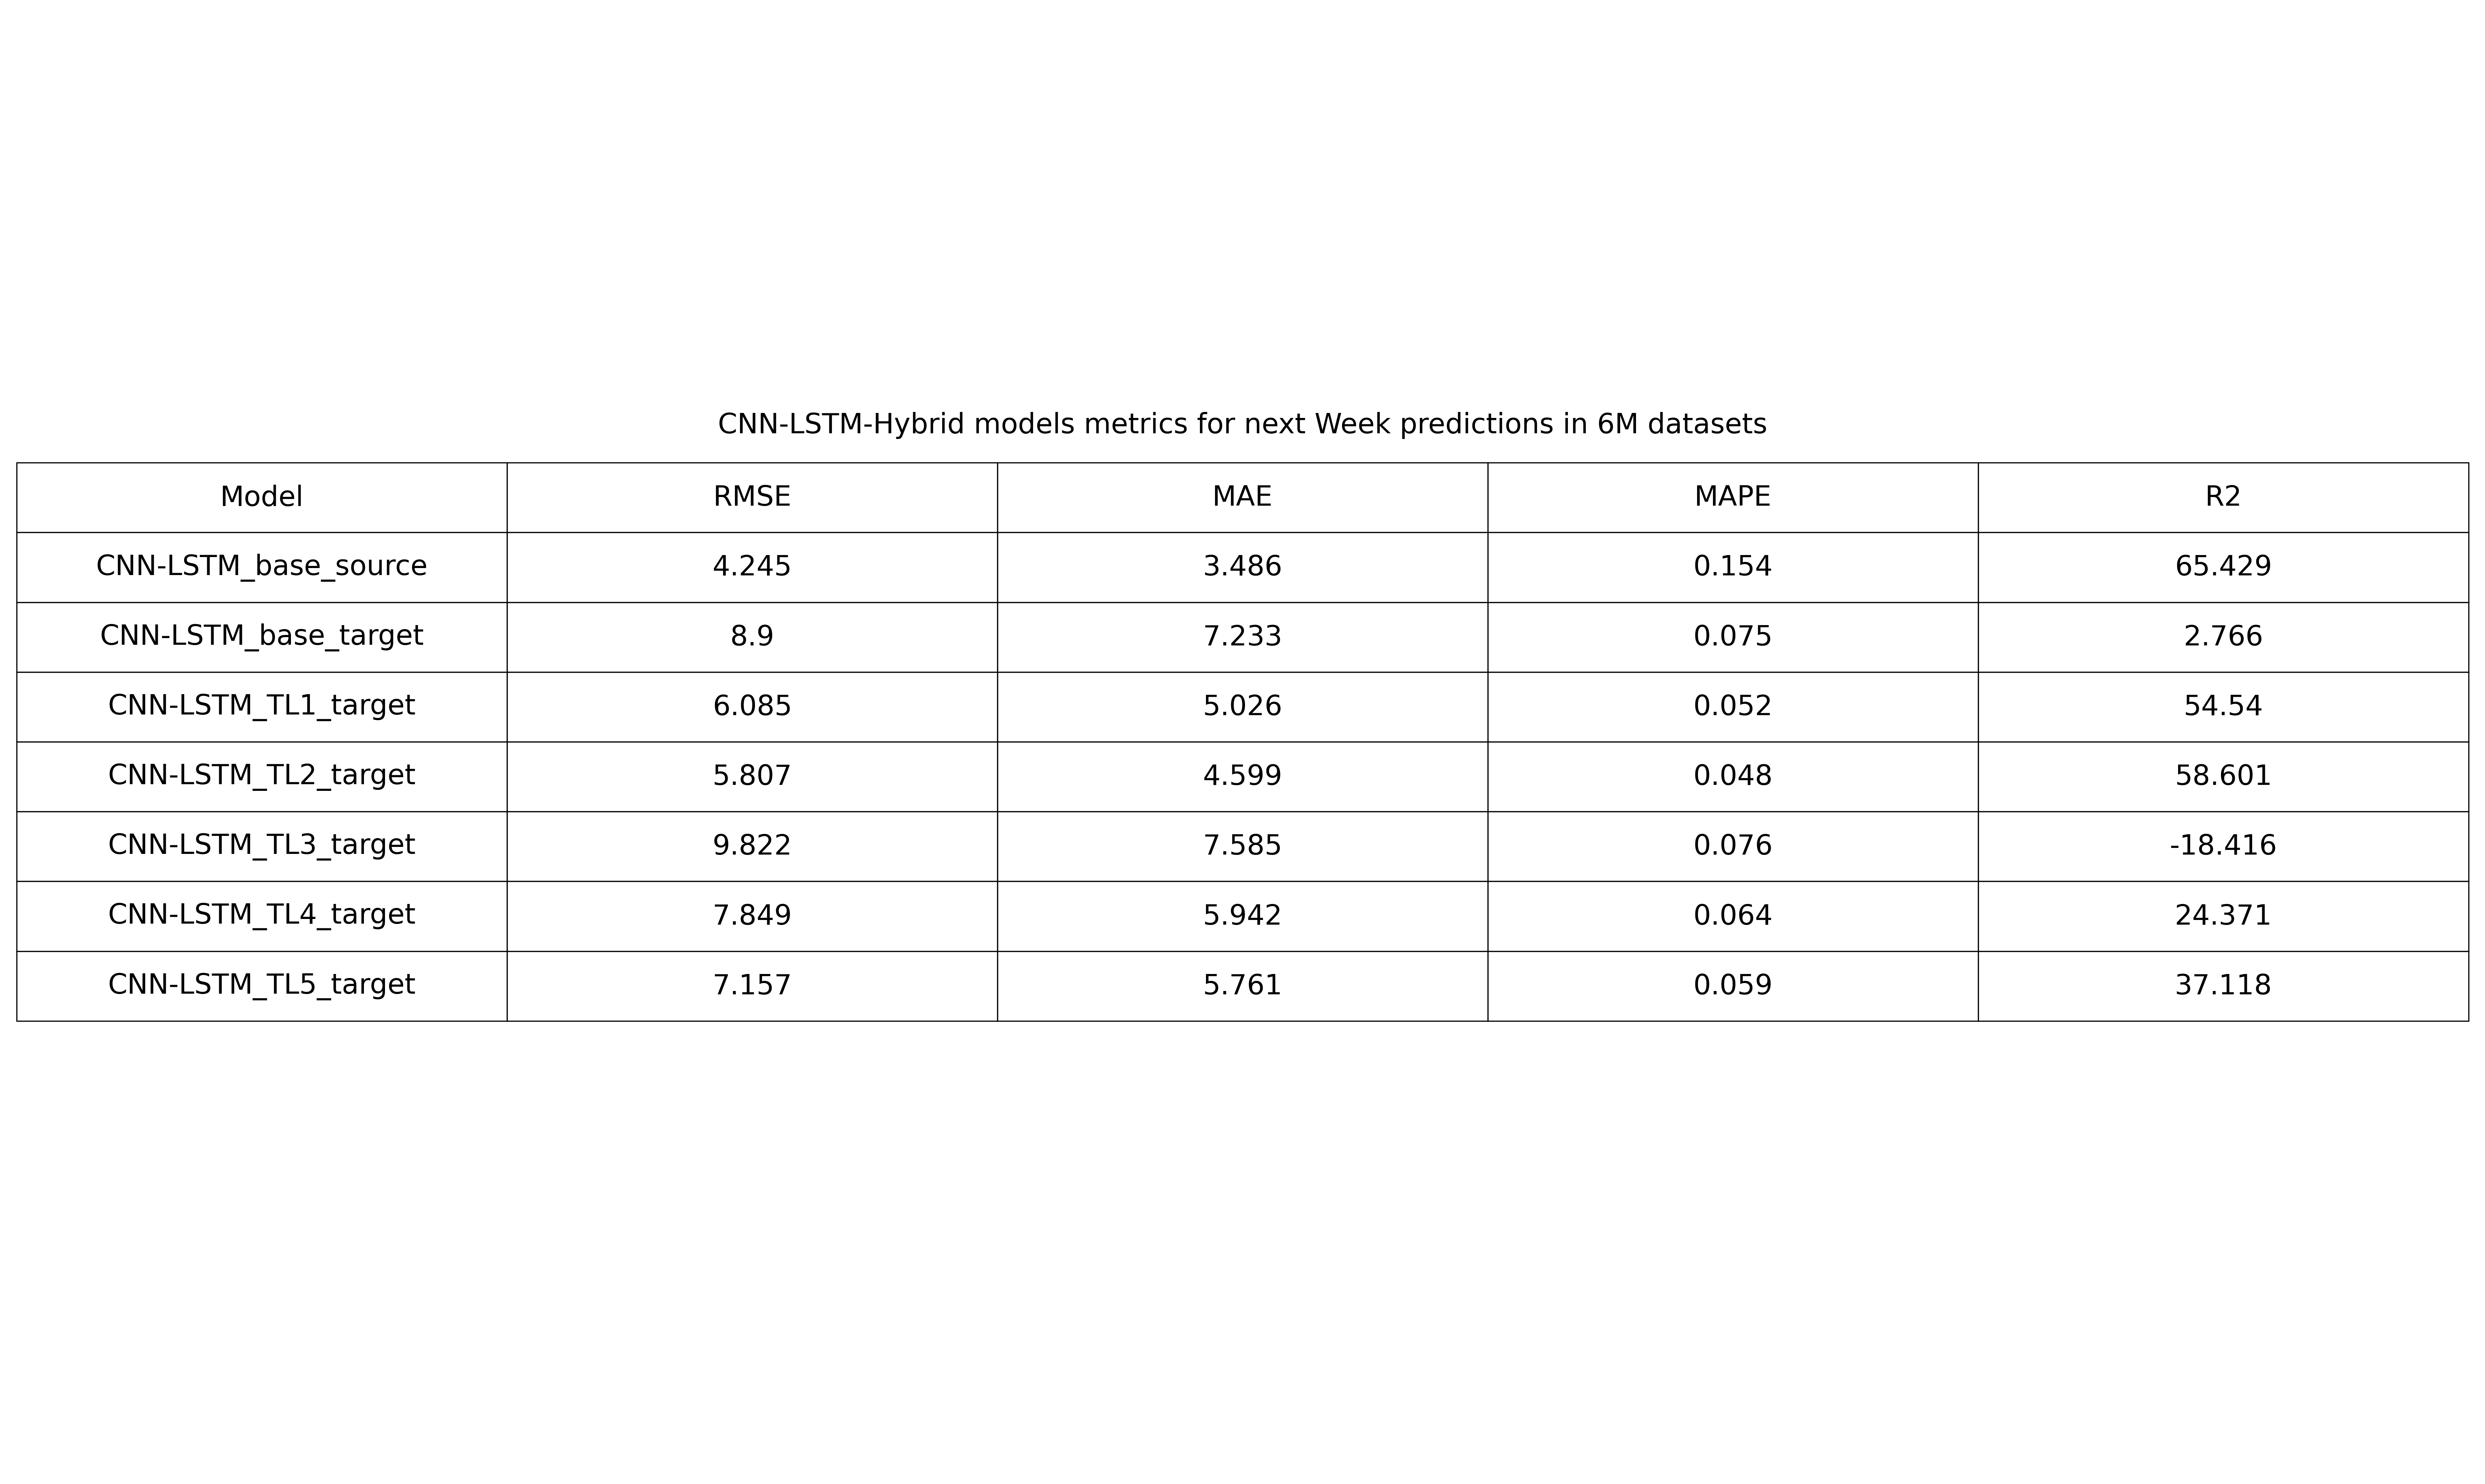 CNN-LSTM-Hybrid models metrics for next Week predictions in 6M datasets
Model RMSE MAE MAPE R2
CNN-LSTM_base_source 4.245 3.486 0.154 65.429
CNN-LSTM_base_target 8.9 7.233 0.075 2.766
CNN-LSTM_TL1_target 6.085 5.026 0.052 54.54
CNN-LSTM_TL2_target 5.807 4.599 0.048 58.601
CNN-LSTM_TL3_target 9.822 7.585 0.076 -18.416
CNN-LSTM_TL4_target 7.849 5.942 0.064 24.371
CNN-LSTM_TL5_target 7.157 5.761 0.059 37.118